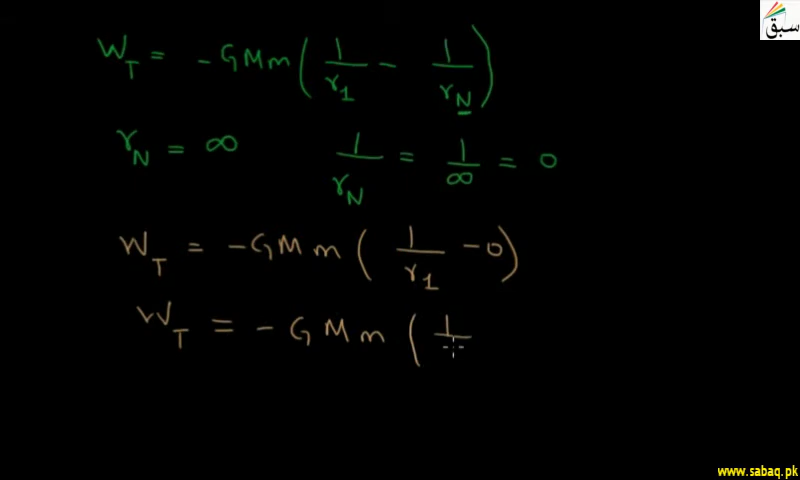 سبق
W_T = -GMm(1/r_1 - 1/r_N)
r_N = ∞ 1/r_N = 1/∞ = 0
W_T = -GMm(1/r_1 - 0)
W_T = -GMm(1/
www.sabaq.pk